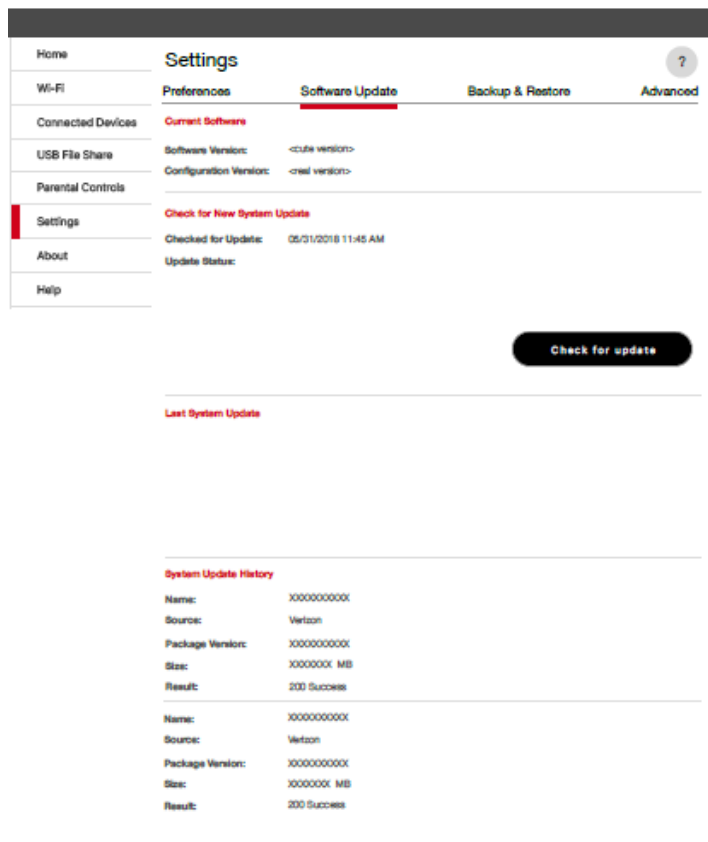 Home
Wi-Fi
Connected Devices
USB File Share
Parental Controls
Settings
About
Help
Settings
?
Preferences Software Update Backup & Restore Advanced
Current Software
Software Version: <cute version>
Configuration Version: <real version>
Check for New System Update
Checked for Update: 05/31/2018 11:45 AM
Update Status:
Check for update
Last System Update
System Update History
Name: XXXXXXXXXX
Source: Verizon
Package Version: XXXXXXXXXX
Size: XXXXXXX MB
Result: 200 Success
Name: XXXXXXXXXX
Source: Verizon
Package Version: XXXXXXXXXX
Size: XXXXXXX MB
Result: 200 Success